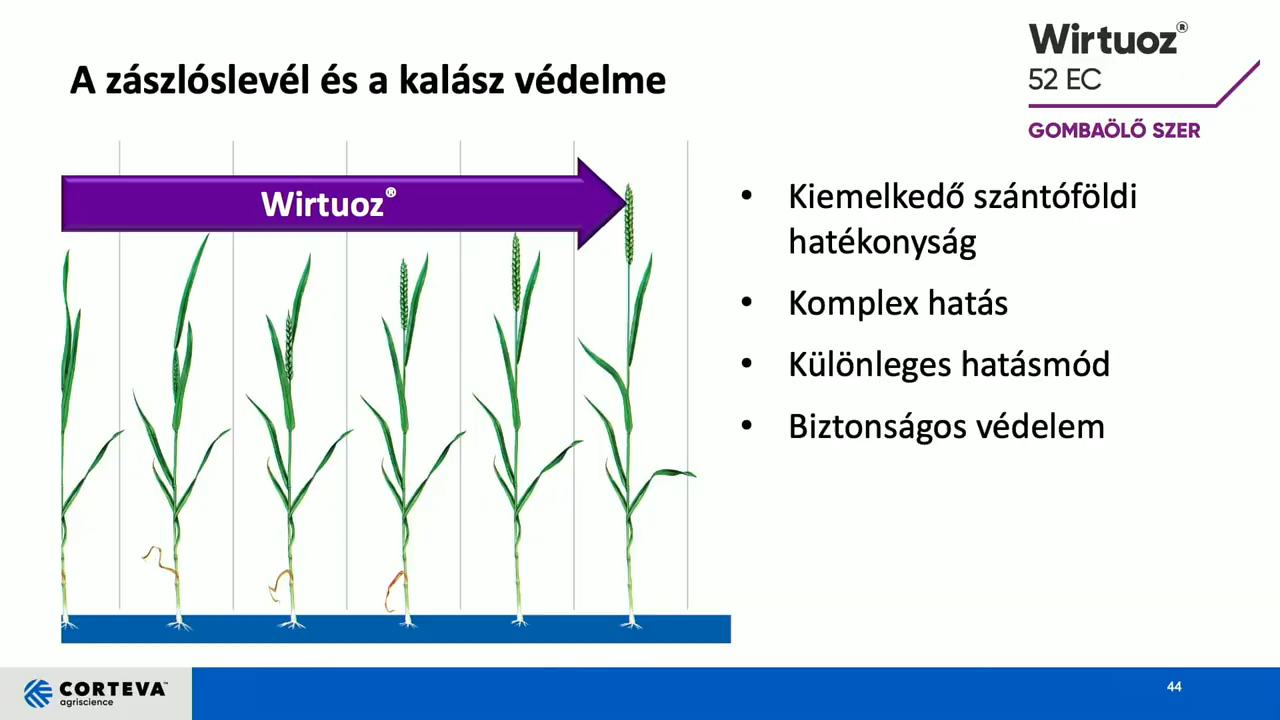 Wirtuoz®
52 EC
GOMBAÖLŐ SZER
A zászlóslevél és a kalász védelme
Wirtuoz®
• Kiemelkedő szántóföldi
hatékonyság
• Komplex hatás
• Különleges hatásmód
• Biztonságos védelem
CORTEVA™
agriscience
44